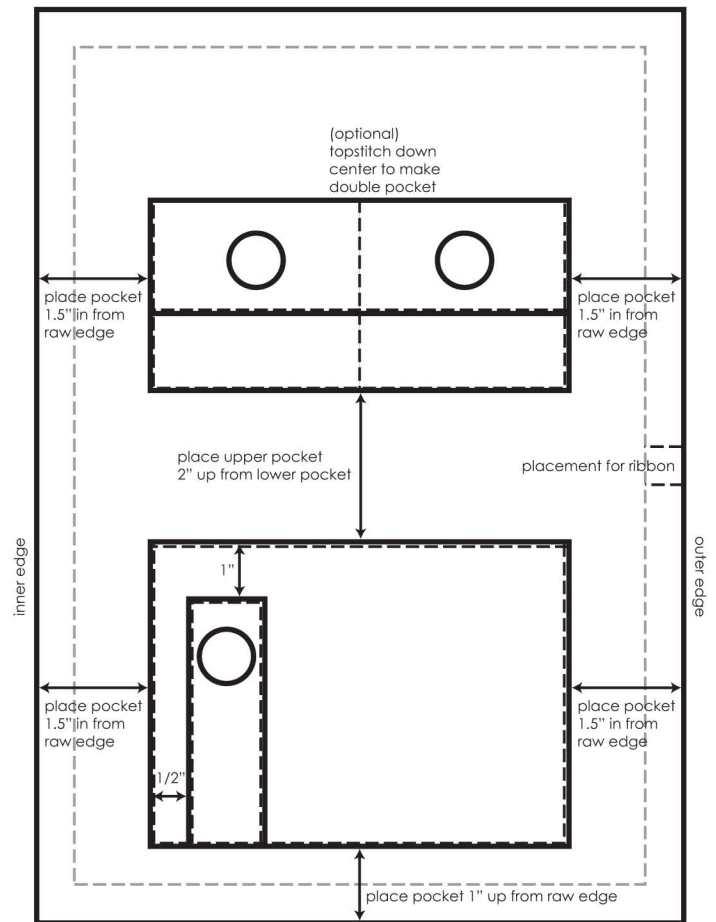 (optional)
topstitch down
center to make
double pocket
place pocket
1.5” in from
raw edge
place pocket
1.5” in from
raw edge
place upper pocket
2” up from lower pocket
placement for ribbon
inner edge
outer edge
1”
place pocket
1.5” in from
raw edge
place pocket
1.5” in from
raw edge
1/2”
place pocket 1” up from raw edge